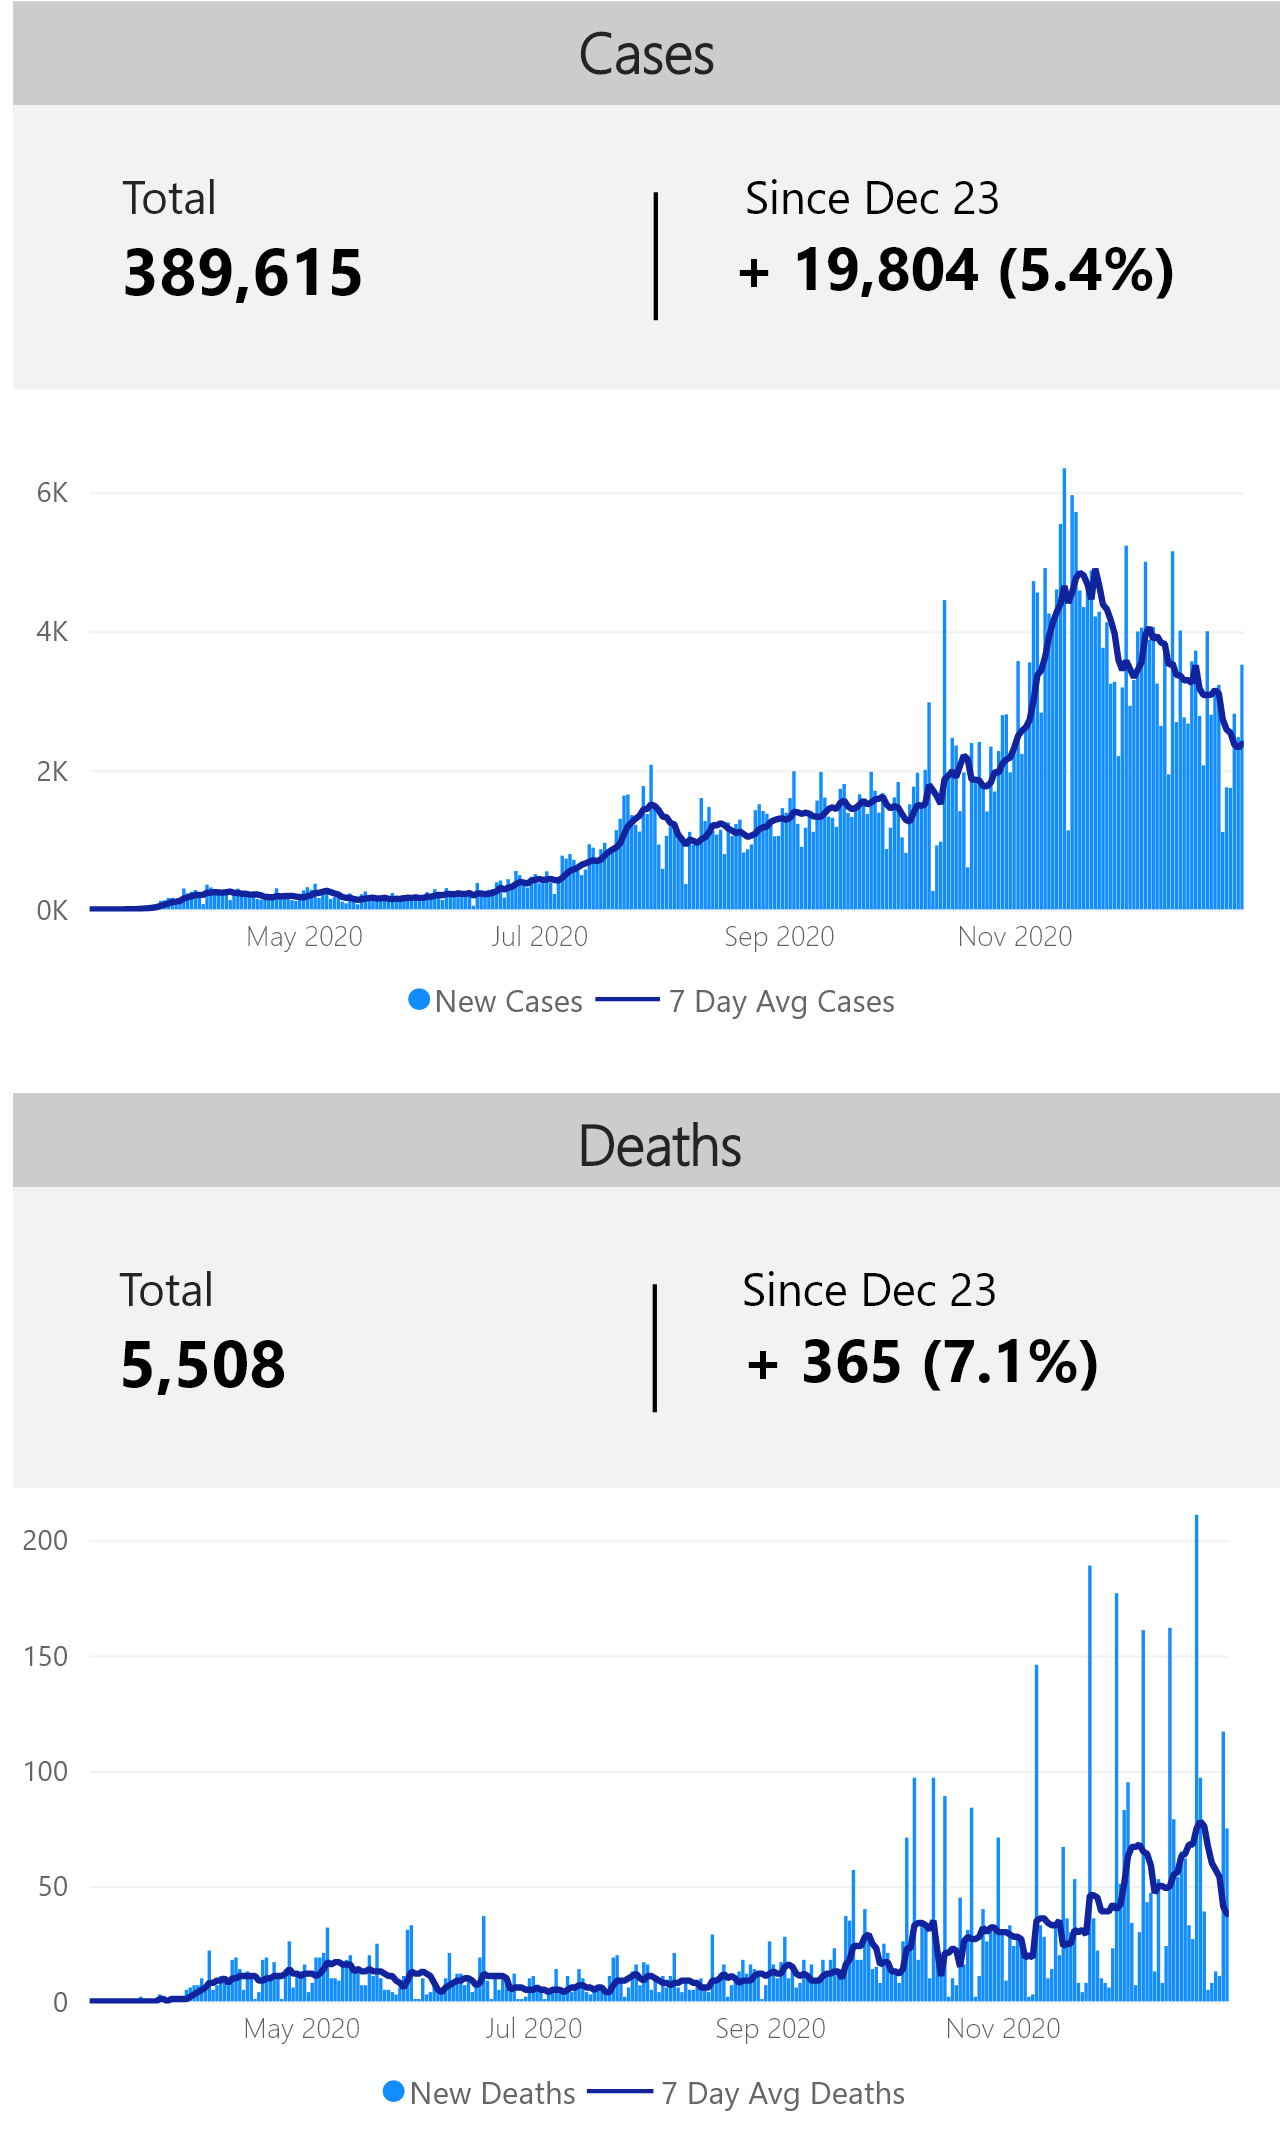 Cases
Total
Since Dec 23
389,615
+ 19,804 (5.4%)
6K
4K
2K
0K
May 2020
Jul 2020
Sep 2020
Nov 2020
New Cases
7 Day Avg Cases
Deaths
Total
Since Dec 23
5,508
+ 365 (7.1%)
200
150
100
50
0
May 2020
Jul 2020
Sep 2020
Nov 2020
New Deaths
7 Day Avg Deaths